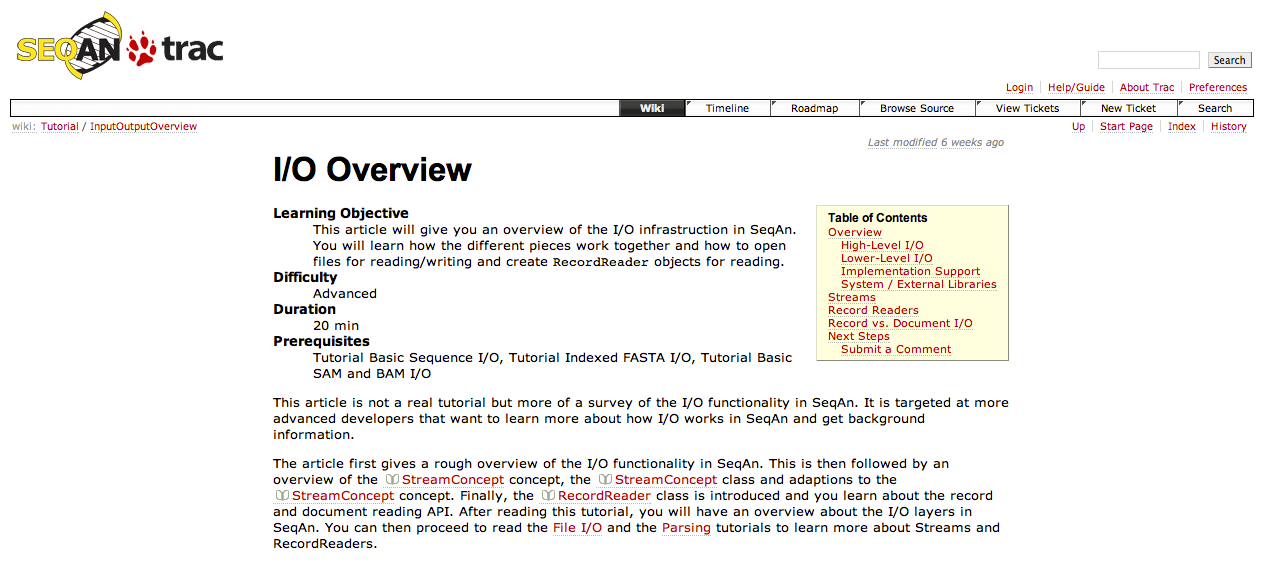 SEQAN trac
Search
Login Help/Guide About Trac Preferences
Wiki Timeline Roadmap Browse Source View Tickets New Ticket Search
wiki: Tutorial / InputOutputOverview
Up Start Page Index History
Last modified 6 weeks ago
I/O Overview
Learning Objective
This article will give you an overview of the I/O infrastruction in SeqAn.
You will learn how the different pieces work together and how to open
files for reading/writing and create RecordReader objects for reading.
Difficulty
Advanced
Duration
20 min
Prerequisites
Tutorial Basic Sequence I/O, Tutorial Indexed FASTA I/O, Tutorial Basic
SAM and BAM I/O
Table of Contents
Overview
High-Level I/O
Lower-Level I/O
Implementation Support
System / External Libraries
Streams
Record Readers
Record vs. Document I/O
Next Steps
Submit a Comment
This article is not a real tutorial but more of a survey of the I/O functionality in SeqAn. It is targeted at more
advanced developers that want to learn more about how I/O works in SeqAn and get background
information.
The article first gives a rough overview of the I/O functionality in SeqAn. This is then followed by an
overview of the StreamConcept concept, the StreamConcept class and adaptions to the
StreamConcept concept. Finally, the RecordReader class is introduced and you learn about the record
and document reading API. After reading this tutorial, you will have an overview about the I/O layers in
SeqAn. You can then proceed to read the File I/O and the Parsing tutorials to learn more about Streams and
RecordReaders.